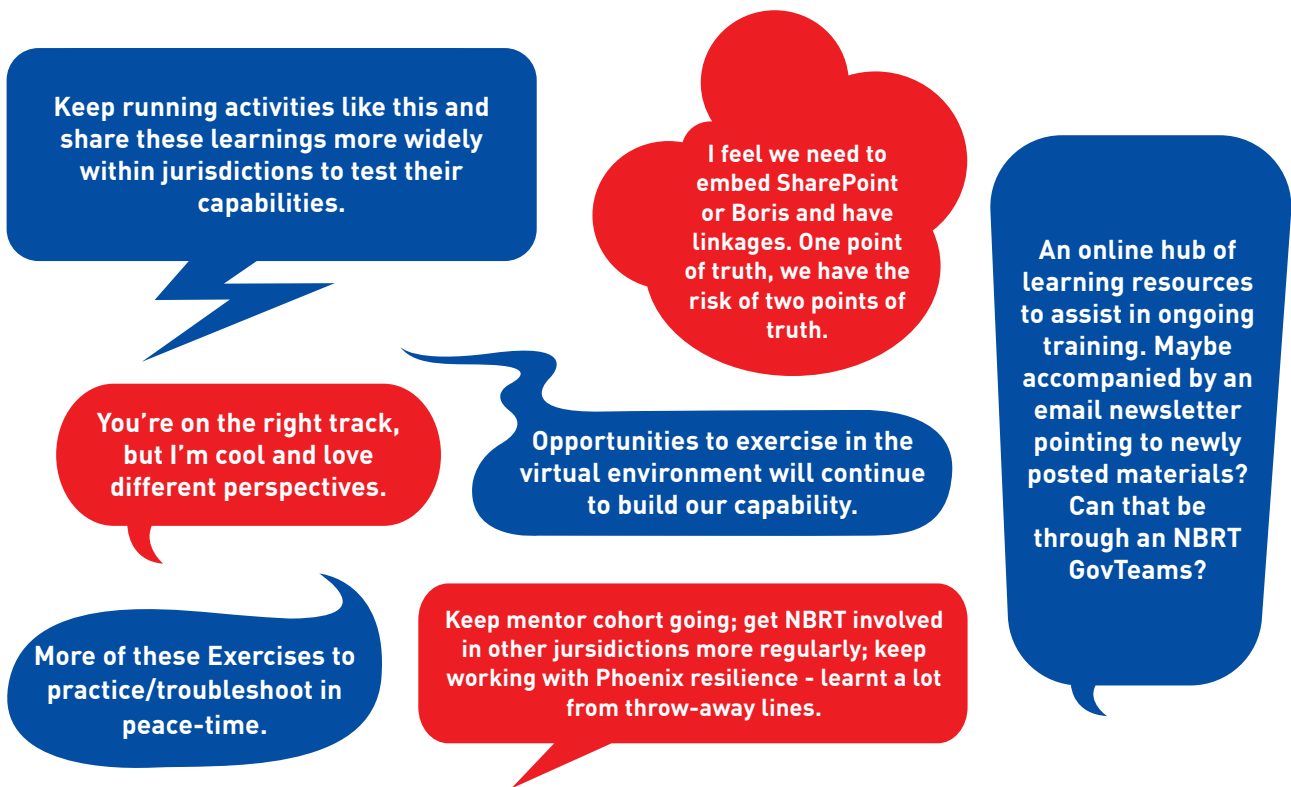 Keep running activities like this and
share these learnings more widely
within jurisdictions to test their
capabilities.
I feel we need to
embed SharePoint
or Boris and have
linkages. One point
of truth, we have the
risk of two points of
truth.
An online hub of
learning resources
to assist in ongoing
training. Maybe
accompanied by an
email newsletter
pointing to newly
posted materials?
Can that be
through an NBRT
GovTeams?
You’re on the right track,
but I’m cool and love
different perspectives.
Opportunities to exercise in the
virtual environment will continue
to build our capability.
More of these Exercises to
practice/troubleshoot in
peace-time.
Keep mentor cohort going; get NBRT involved
in other jursidictions more regularly; keep
working with Phoenix resilience - learnt a lot
from throw-away lines.